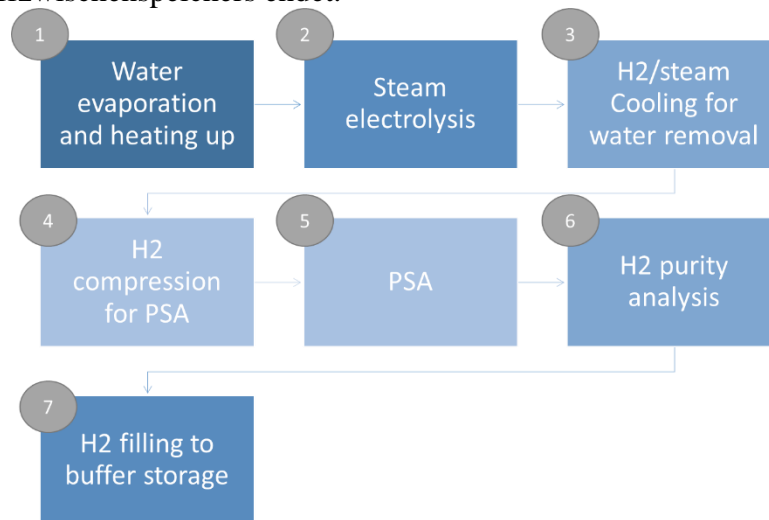 endet.
1
Water
evaporation
and heating up
2
Steam
electrolysis
3
H2/steam
Cooling for
water removal
4
H2
compression
for PSA
5
PSA
6
H2 purity
analysis
7
H2 filling to
buffer storage